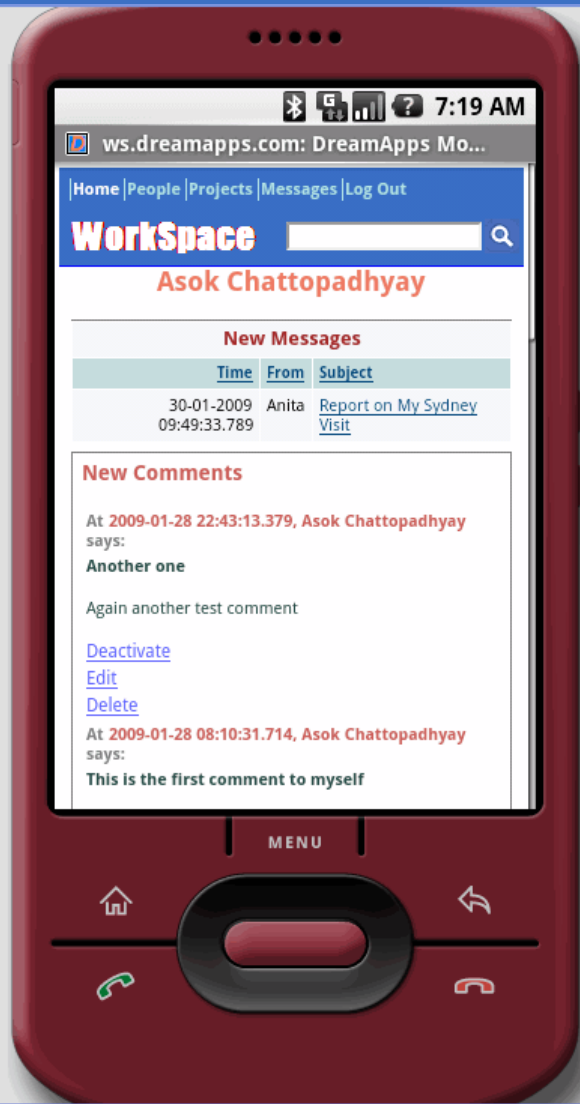 7:19 AM
ws.dreamapps.com: DreamApps Mo...
Home People Projects Messages Log Out
WorkSpace
Asok Chattopadhyay
New Messages
Time From Subject
30-01-2009 Anita Report on My Sydney
09:49:33.789 Visit
New Comments
At 2009-01-28 22:43:13.379, Asok Chattopadhyay
says:
Another one
Again another test comment
Deactivate
Edit
Delete
At 2009-01-28 08:10:31.714, Asok Chattopadhyay
says:
This is the first comment to myself
MENU